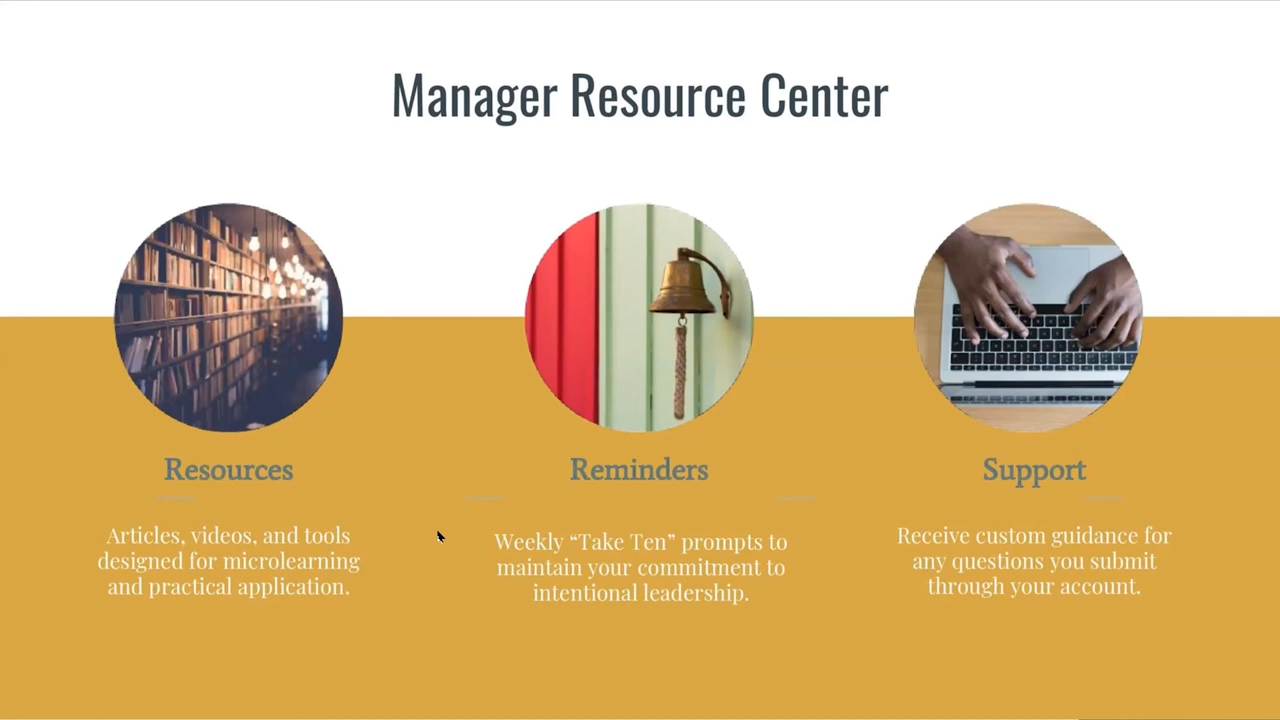 Manager Resource Center
Resources
Articles, videos, and tools
designed for microlearning
and practical application.
Reminders
Weekly “Take Ten” prompts to
maintain your commitment to
intentional leadership.
Support
Receive custom guidance for
any questions you submit
through your account.